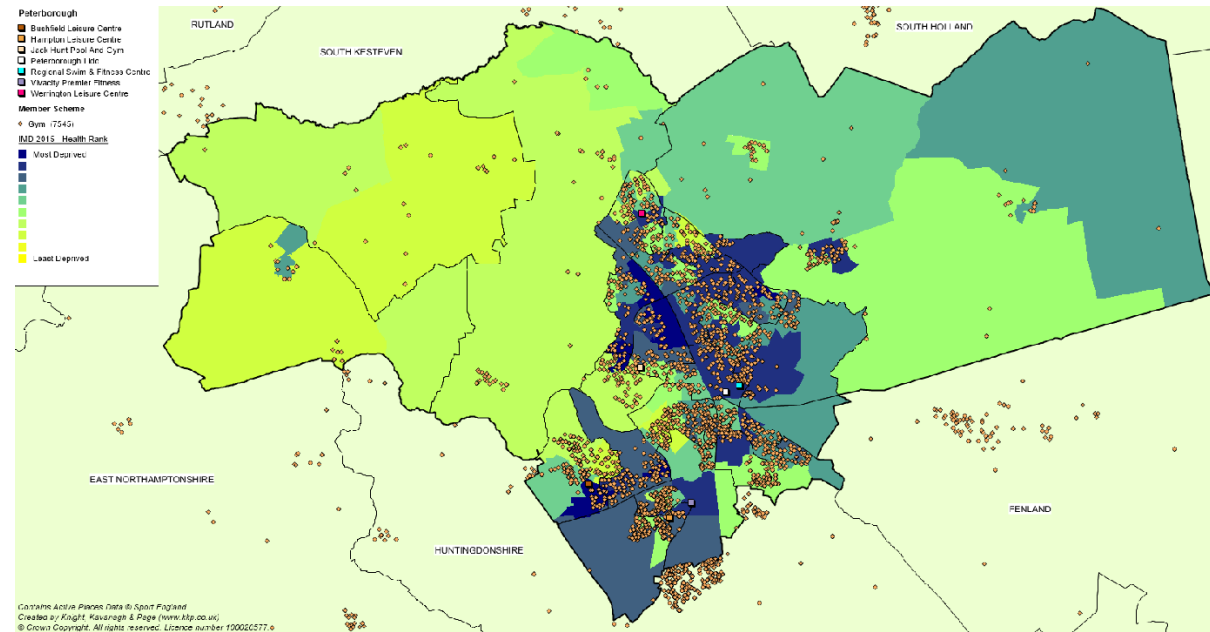 Peterborough
Bushfield Leisure Centre
Hampton Leisure Centre
Jack Hunt Pool And Gym
Peterborough Lido
Regional Swim & Fitness Centre
Vivacity Premier Fitness
Werrington Leisure Centre
Member Scheme
Gym (7545)
IMD 2015 Health Rank
Most Deprived
Least Deprived
RUTLAND
SOUTH KESTEVEN
SOUTH HOLLAND
EAST NORTHAMPTONSHIRE
HUNTINGDONSHIRE
FENLAND
Contains Active Places Data © Sport England
Created by Knight, Kavanagh & Page (www.kkp.co.uk)
© Crown Copyright. All rights reserved. Licence number 100020577.